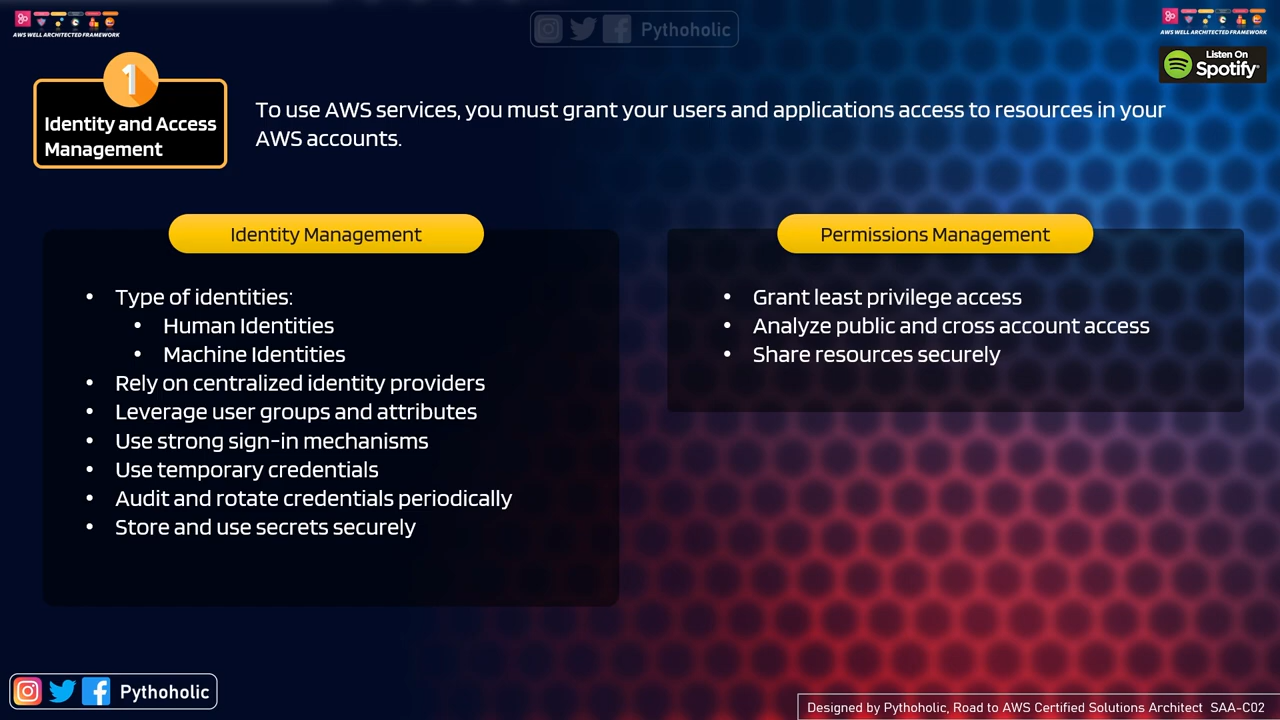 AWS WELL ARCHITECTED FRAMEWORK
Pythoholic
AWS WELL ARCHITECTED FRAMEWORK
Listen On
Spotify
1
Identity and Access
Management
To use AWS services, you must grant your users and applications access to resources in your
AWS accounts.
Identity Management
• Type of identities:
• Human Identities
• Machine Identities
• Rely on centralized identity providers
• Leverage user groups and attributes
• Use strong sign-in mechanisms
• Use temporary credentials
• Audit and rotate credentials periodically
• Store and use secrets securely
Permissions Management
• Grant least privilege access
• Analyze public and cross account access
• Share resources securely
Pythoholic
Designed by Pythoholic, Road to AWS Certified Solutions Architect SAA-C02